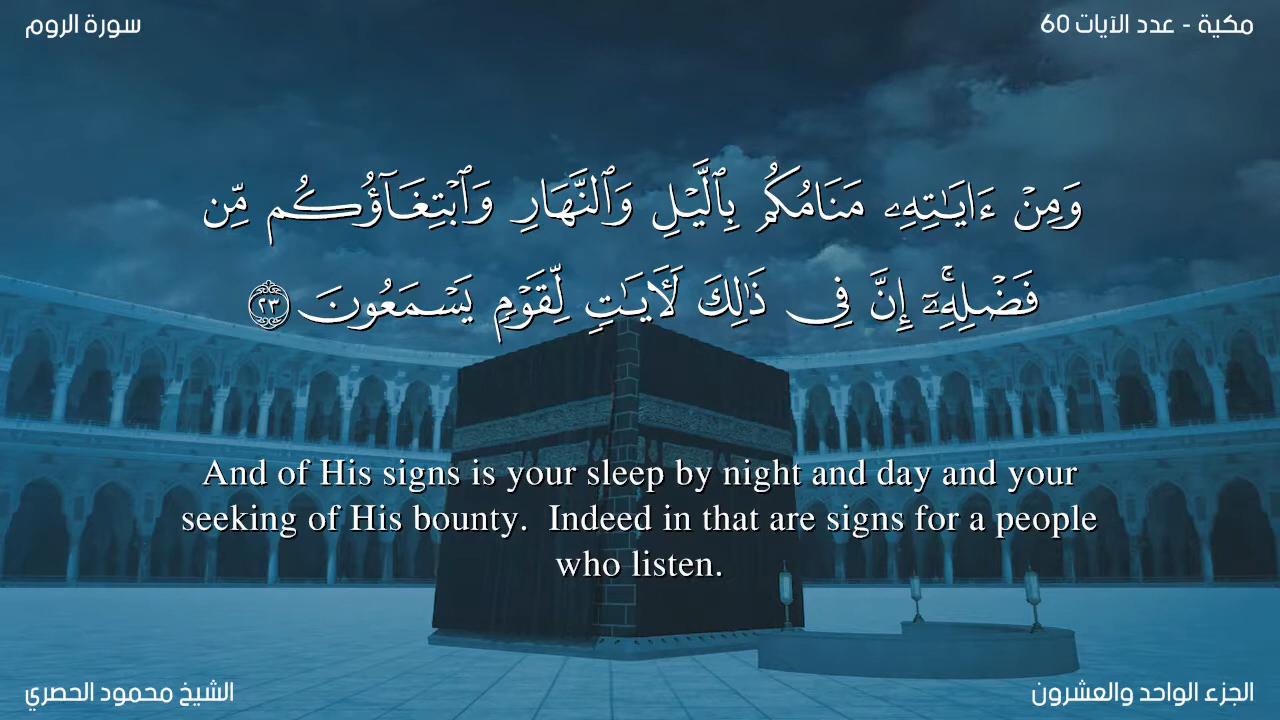 مكية - عدد الآيات 60
سورة الروم
وَمِنْ ءَايَـٰتِهِۦ مَنَامُكُم بِٱلَّيْلِ وَٱلنَّهَارِ وَٱبْتِغَآؤُكُم مِّن
فَضْلِهِۦٓ ۚ إِنَّ فِى ذَٰلِكَ لَـَٔايَـٰتٍ لِّقَوْمٍ يَسْمَعُونَ ٢٣
And of His signs is your sleep by night and day and your
seeking of His bounty. Indeed in that are signs for a people
who listen.
الجزء الواحد والعشرون
الشيخ محمود الحصري